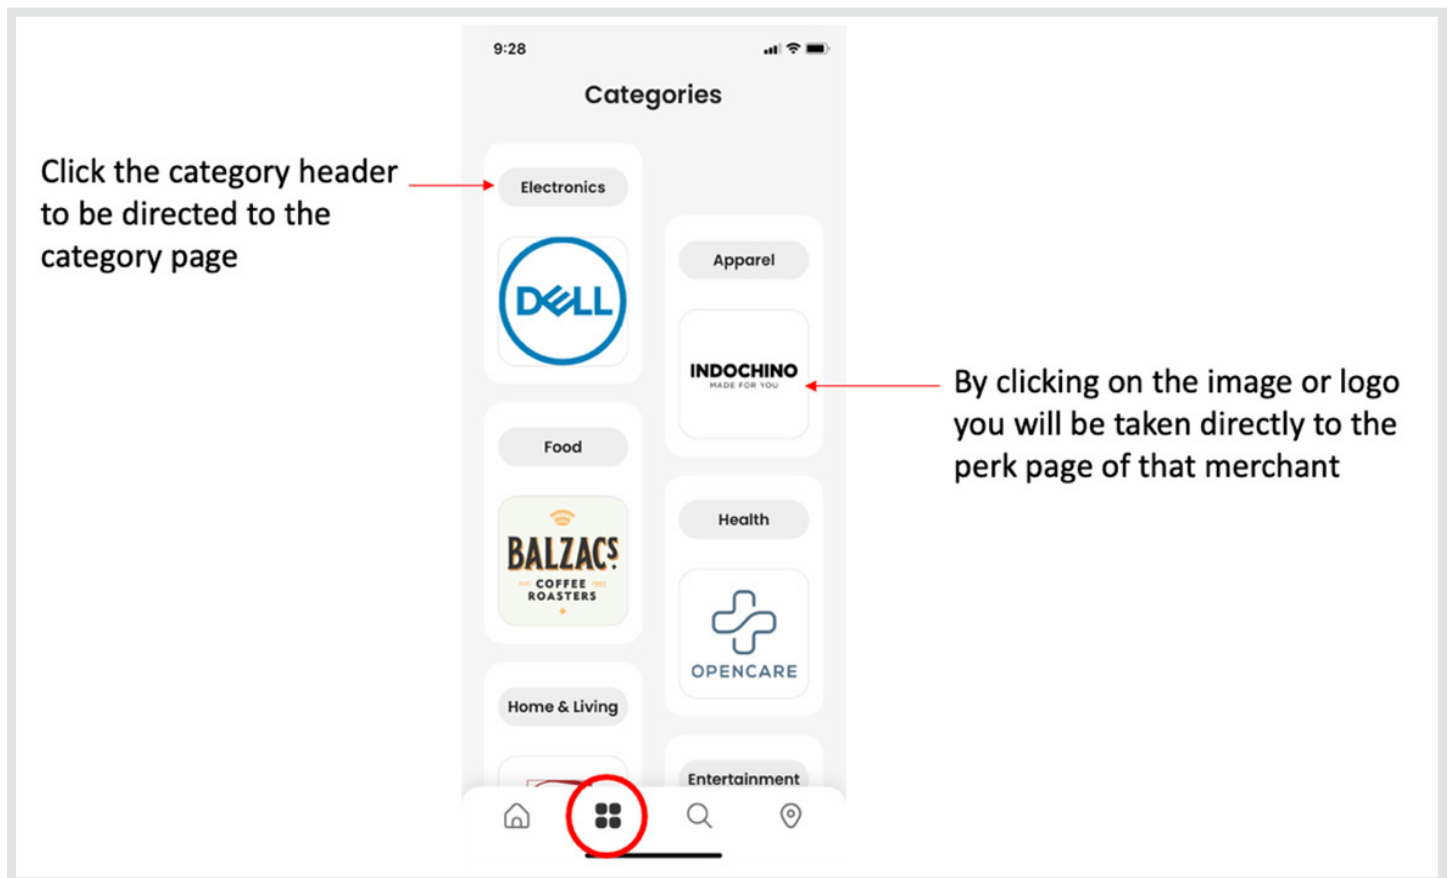 9:28
Categories
Click the category header
to be directed to the
category page
Electronics
DELL
Apparel
INDOCHINO
MADE FOR YOU
By clicking on the image or logo
you will be taken directly to the
perk page of that merchant
Food
BALZAC'S
COFFEE
ROASTERS
Health
OPENCARE
Home & Living
Entertainment